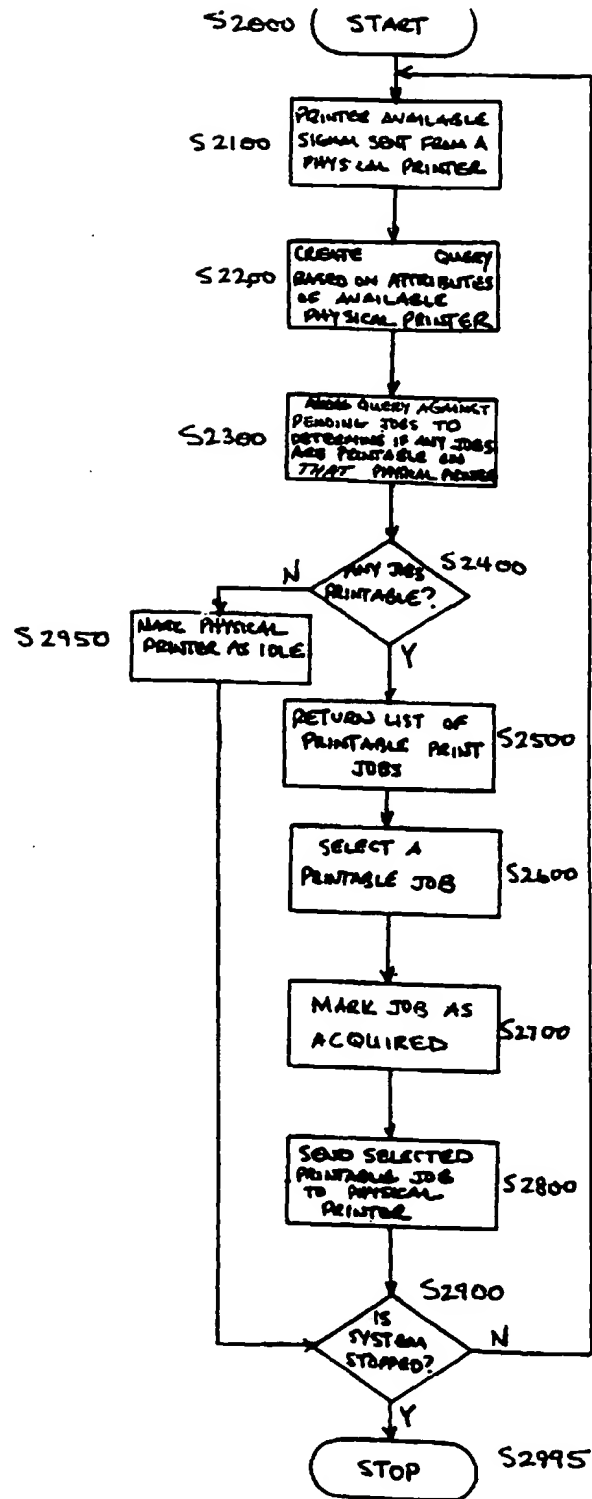 S2000 START
PRINTER AVAILABLE
SIGNAL SENT FROM A
PHYSICAL PRINTER
S2100
CREATE QUERY
BASED ON ATTRIBUTES
OF AVAILABLE
PHYSICAL PRINTER
S2200
QUERY AGAINST
PENDING JOBS TO
DETERMINE IF ANY JOBS
ARE PRINTABLE ON
THAT PHYSICAL PRINTER
S2300
S2400
ANY JOBS
PRINTABLE?
N
Y
S2950
MARK PHYSICAL
PRINTER AS IDLE
RETURN LIST OF
PRINTABLE PRINT
JOBS
S2500
SELECT A
PRINTABLE JOB
S2600
MARK JOB AS
ACQUIRED
S2700
SEND SELECTED
PRINTABLE JOB
TO PHYSICAL
PRINTER
S2800
S2900
IS
SYSTEM
STOPPED?
N
Y
STOP
S2995